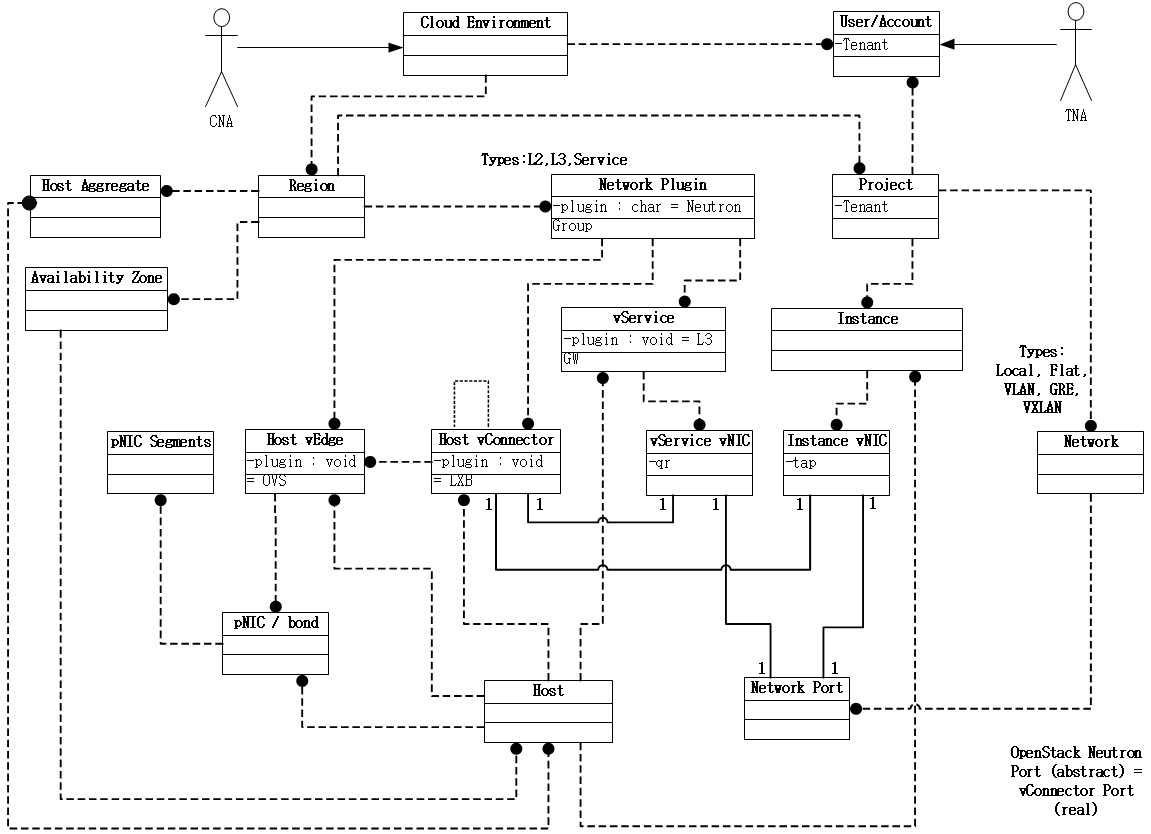 Cloud Environment
User/Account
-Tenant
CNA
TNA
Types:L2,L3,Service
Host Aggregate
Region
Network Plugin
-plugin : char = Neutron
Group
Project
-Tenant
Availability Zone
vService
-plugin : void = L3
GW
Instance
Types:
Local, Flat,
VLAN, GRE,
VXLAN
pNIC Segments
Host vEdge
-plugin : void
= OVS
Host vConnector
-plugin : void
= LXB
vService vNIC
-qr
Instance vNIC
-tap
Network
1
1
1
1
1
1
pNIC / bond
1
1
Host
Network Port
OpenStack Neutron
Port (abstract) =
vConnector Port
(real)